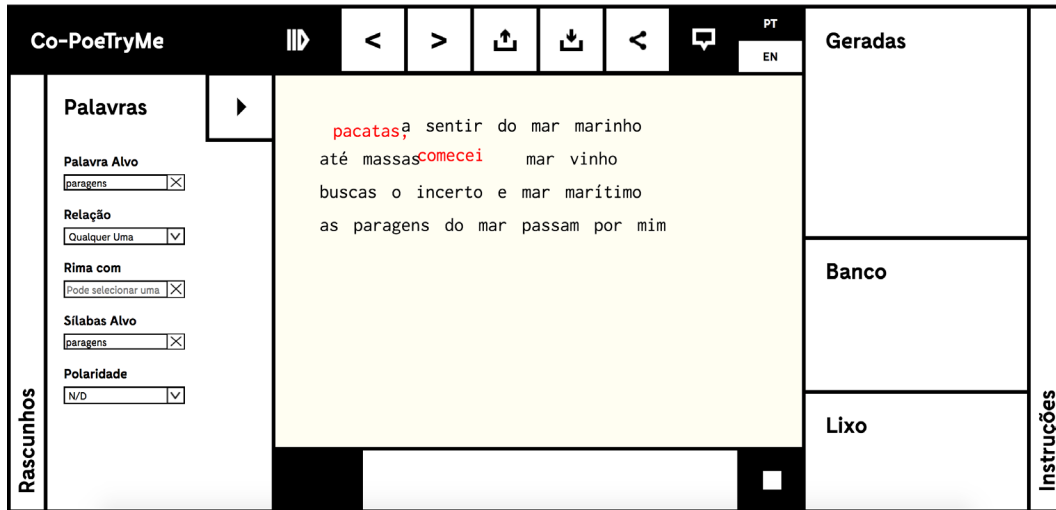 Co-PoeTryMe
< >
PT
EN
Rascunhos
Palavras
Palavra Alvo
paragens
Relação
Qualquer Uma
Rima com
Pode selecionar uma
Sílabas Alvo
paragens
Polaridade
N/D
pacatas, a sentir do mar marinho
até massas comecei mar vinho
buscas o incerto e mar marítimo
as paragens do mar passam por mim
Geradas
Banco
Lixo
Instruções